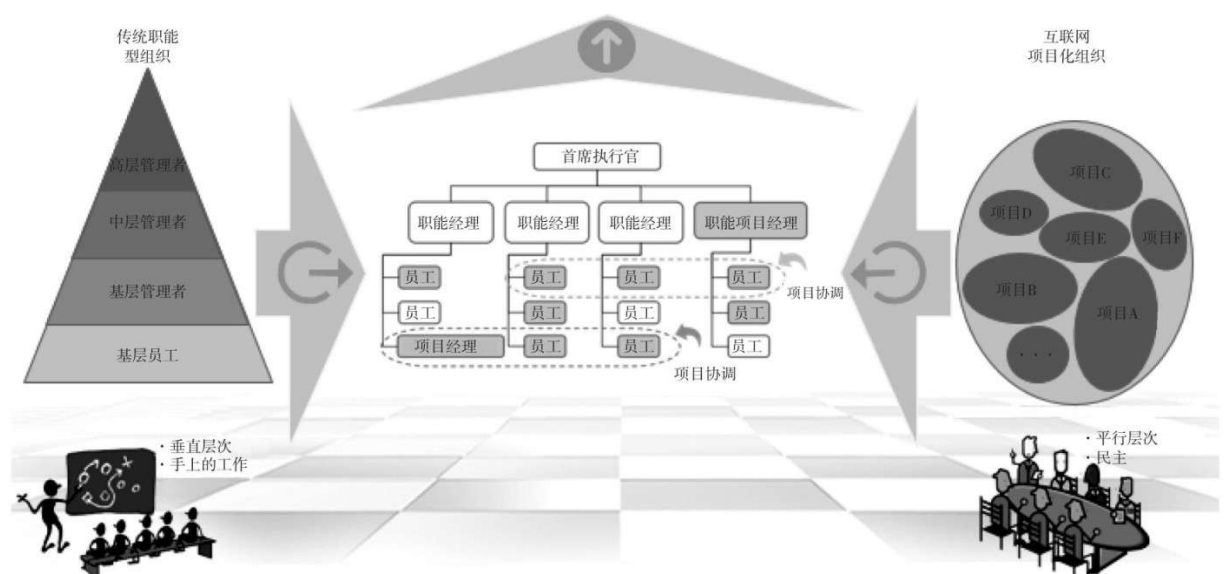 传统职能
型组织
高层管理者
中层管理者
基层管理者
基层员工
· 垂直层次
· 手上的工作
首席执行官
职能经理
职能经理
职能经理
职能项目经理
员工
员工
员工
员工
项目协调
员工
员工
员工
员工
项目经理
员工
员工
员工
项目协调
互联网
项目化组织
项目C
项目D
项目E
项目F
项目B
项目A
· · ·
· 平行层次
· 民主